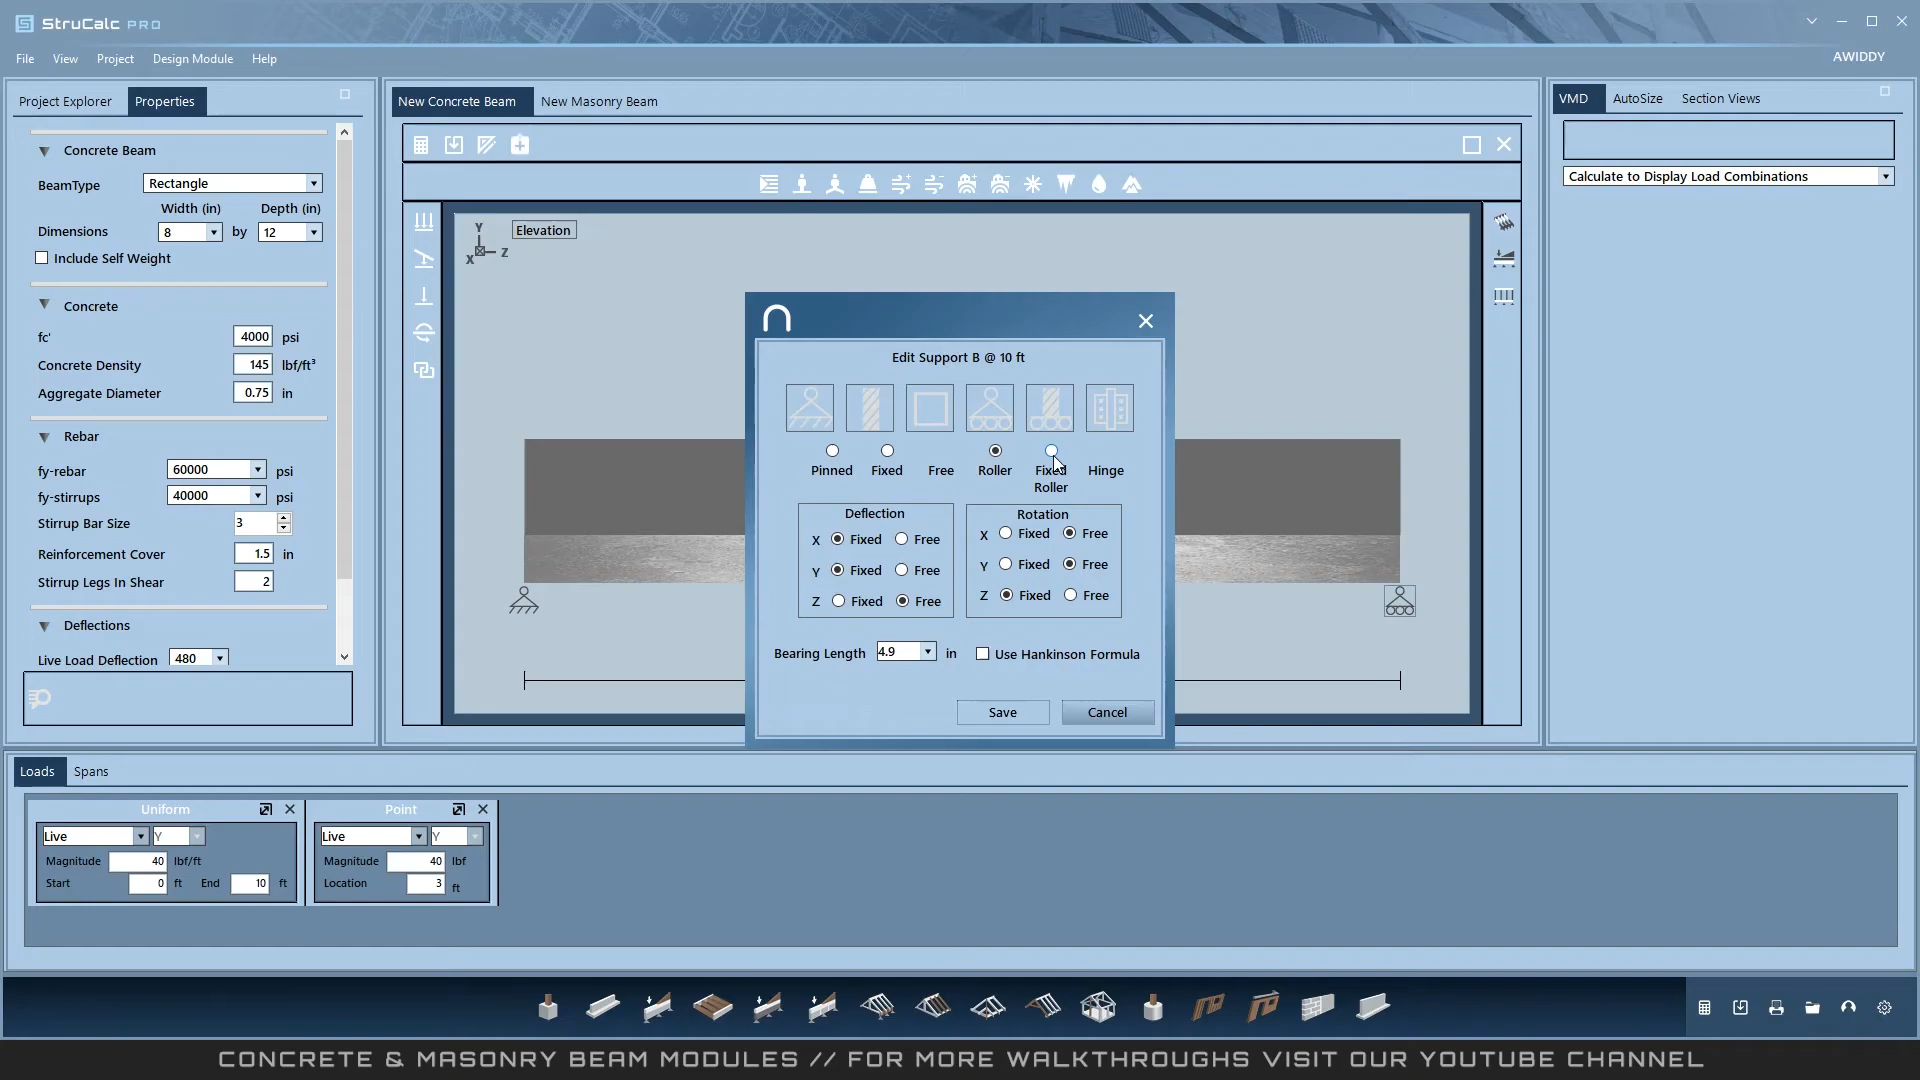 StruCalc PRO
File View Project Design Module Help
AWIDDY
Project Explorer Properties
Concrete Beam
BeamType Rectangle
Width (in) Depth (in)
Dimensions 8 by 12
Include Self Weight
Concrete
fc' 4000 psi
Concrete Density 145 lbf/ft³
Aggregate Diameter 0.75 in
Rebar
fy-rebar 60000 psi
fy-stirrups 40000 psi
Stirrup Bar Size 3
Reinforcement Cover 1.5 in
Stirrup Legs In Shear 2
Deflections
Live Load Deflection 480
New Concrete Beam New Masonry Beam
Y
X Z
Elevation
Edit Support B @ 10 ft
Pinned Fixed Free Roller Fixed Roller Hinge
Deflection
X Fixed Free
Y Fixed Free
Z Fixed Free
Rotation
X Fixed Free
Y Fixed Free
Z Fixed Free
Bearing Length 4.9 in Use Hankinson Formula
Save Cancel
VMD AutoSize Section Views
Calculate to Display Load Combinations
Loads Spans
Uniform
Live Y
Magnitude 40 lbf/ft
Start 0 ft End 10 ft
Point
Live Y
Magnitude 40 lbf
Location 3 ft
CONCRETE & MASONRY BEAM MODULES // FOR MORE WALKTHROUGHS VISIT OUR YOUTUBE CHANNEL